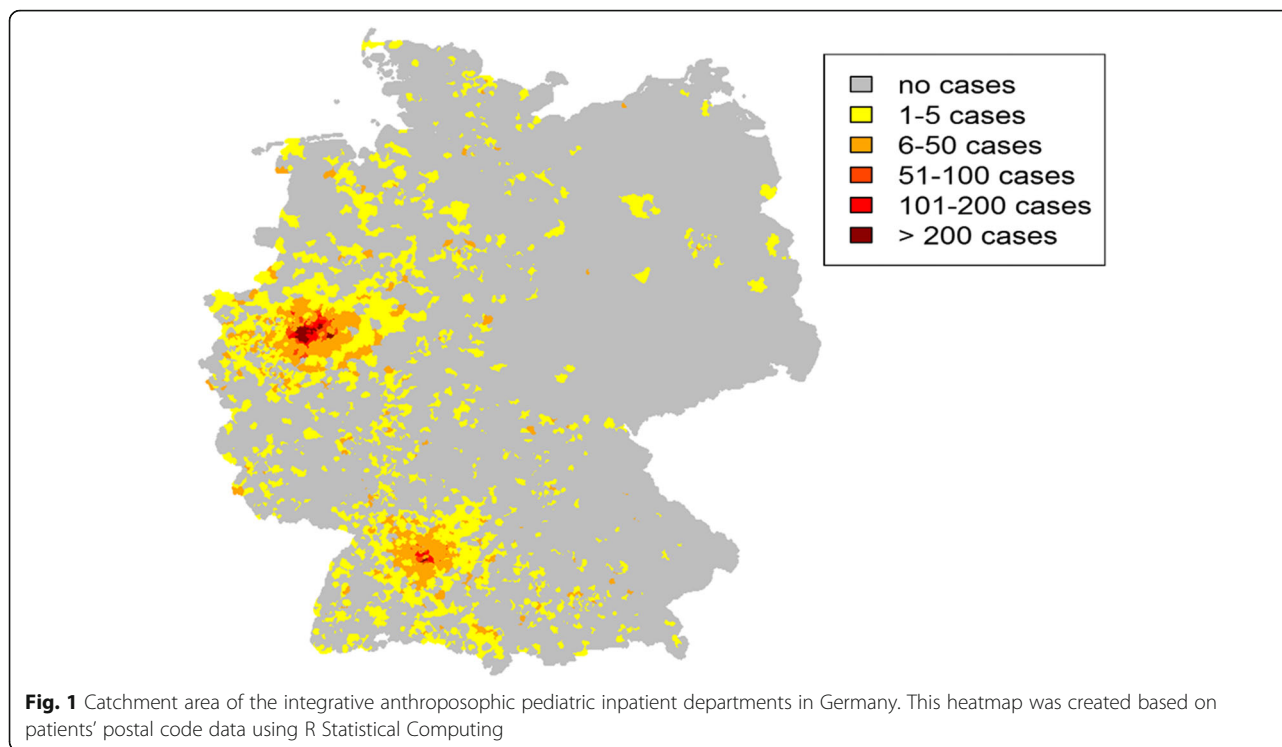 no cases
1-5 cases
6-50 cases
51-100 cases
101-200 cases
> 200 cases
Fig. 1 Catchment area of the integrative anthroposophic pediatric inpatient departments in Germany. This heatmap was created based on
patients’ postal code data using R Statistical Computing